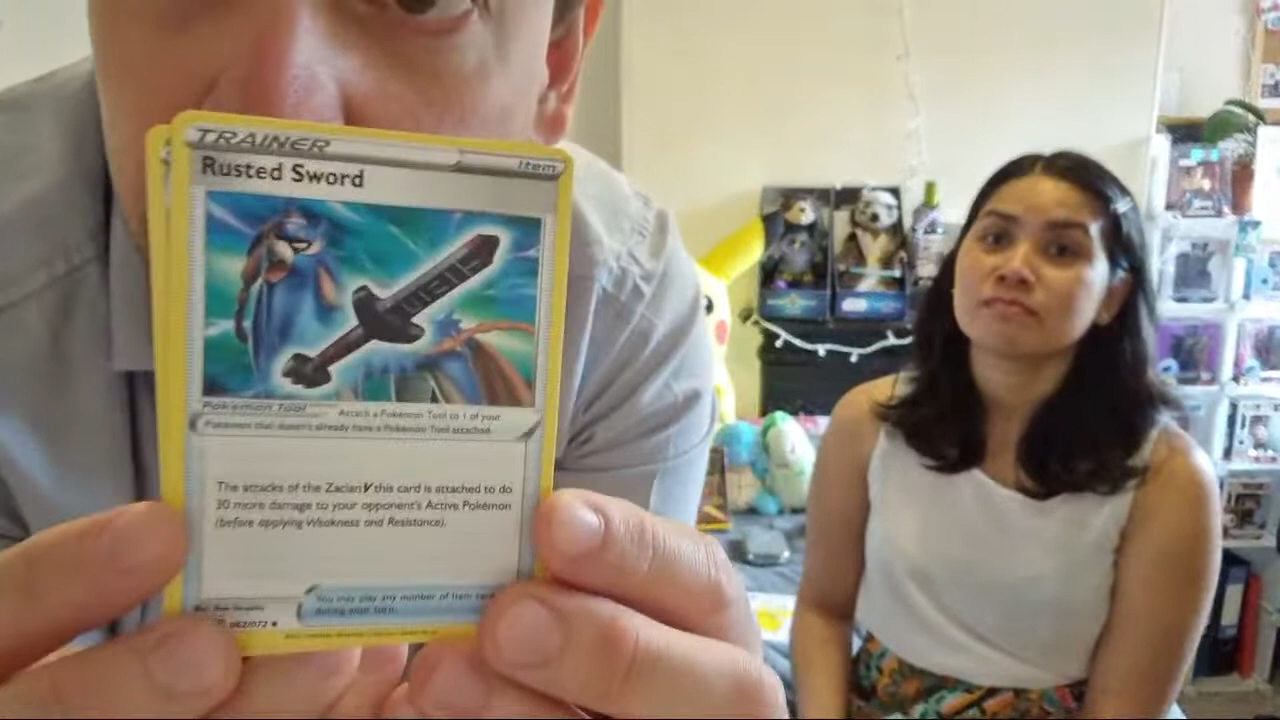 TRAINER
Item
Rusted Sword
Pokémon Tool
Attach a Pokémon Tool to 1 of your
Pokémon that doesn't already have a Pokémon Tool attached.
The attacks of the Zacian V this card is attached to do
30 more damage to your opponent's Active Pokémon
(before applying Weakness and Resistance).
You may play any number of Item cards
during your turn.
062/072